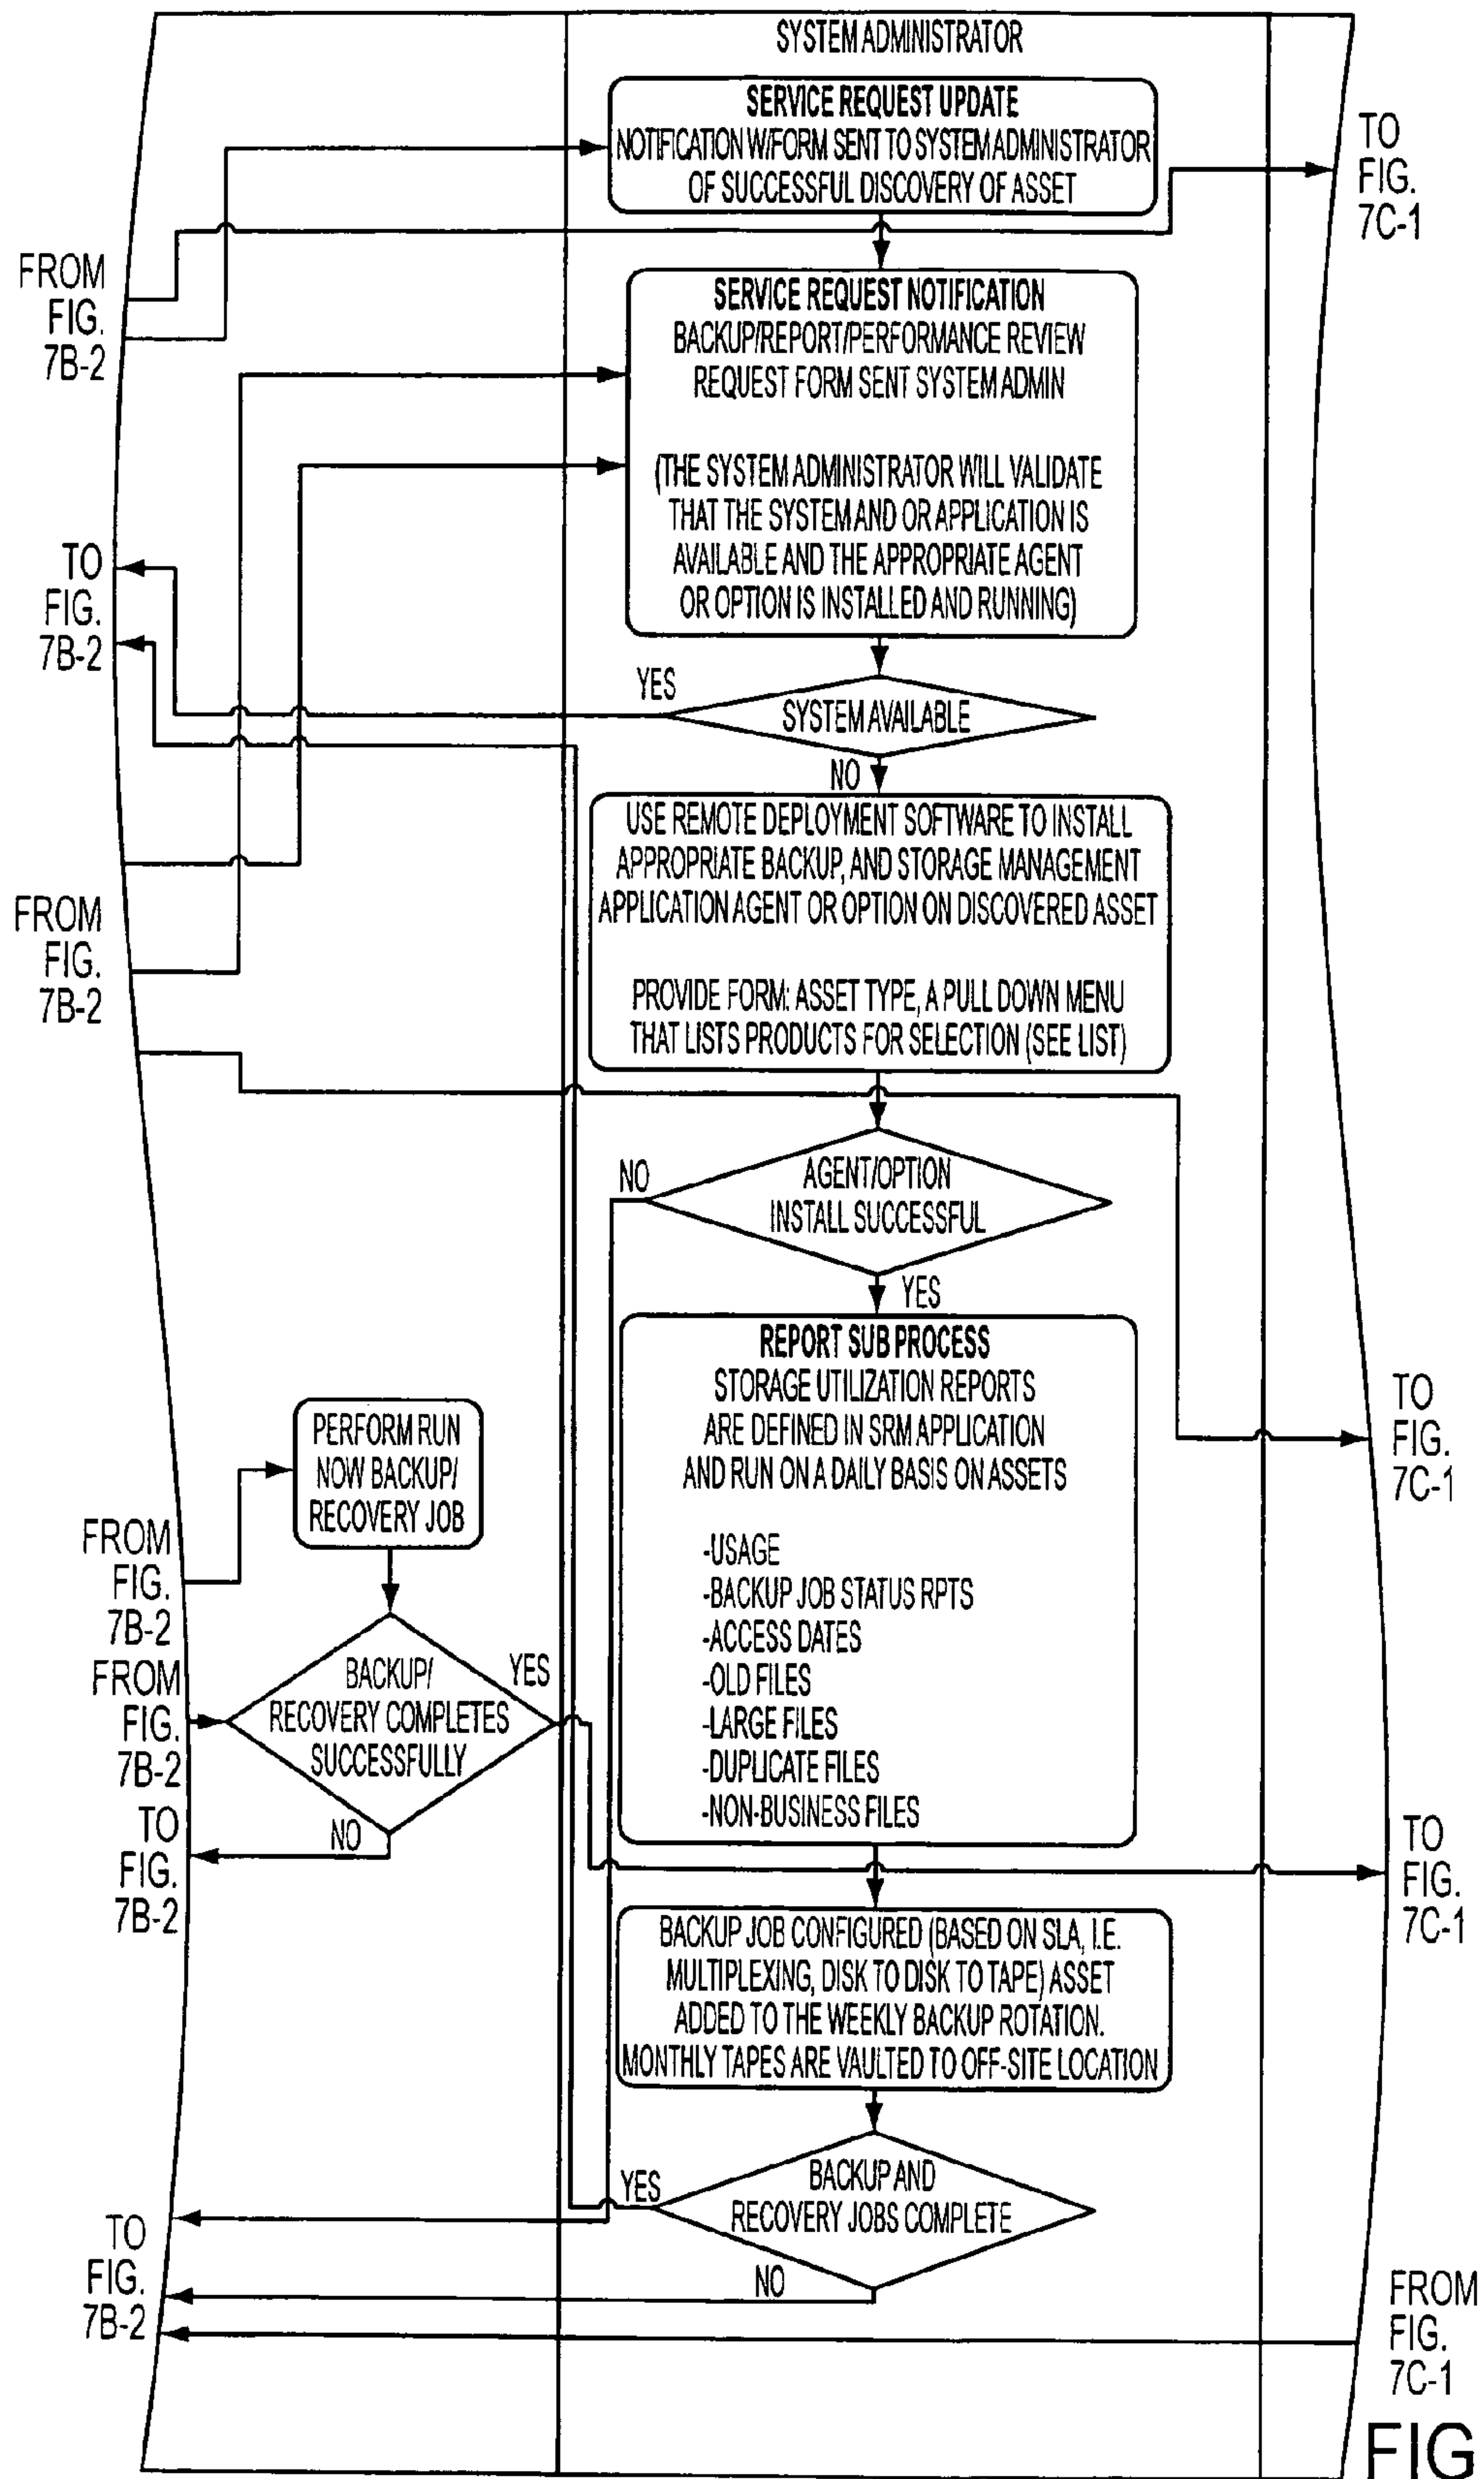 SYSTEM ADMINISTRATOR
SERVICE REQUEST UPDATE
NOTIFICATION W/FORM SENT TO SYSTEM ADMINISTRATOR
OF SUCCESSFUL DISCOVERY OF ASSET
TO
FIG.
7C-1
FROM
FIG.
7B-2
SERVICE REQUEST NOTIFICATION
BACKUP/REPORT/PERFORMANCE REVIEW
REQUEST FORM SENT SYSTEM ADMIN
(THE SYSTEM ADMINISTRATOR WILL VALIDATE
THAT THE SYSTEM AND OR APPLICATION IS
AVAILABLE AND THE APPROPRIATE AGENT
OR OPTION IS INSTALLED AND RUNNING)
TO
FIG.
7B-2
YES
SYSTEM AVAILABLE
NO
USE REMOTE DEPLOYMENT SOFTWARE TO INSTALL
APPROPRIATE BACKUP, AND STORAGE MANAGEMENT
APPLICATION AGENT OR OPTION ON DISCOVERED ASSET
PROVIDE FORM: ASSET TYPE, A PULL DOWN MENU
THAT LISTS PRODUCTS FOR SELECTION (SEE LIST)
FROM
FIG.
7B-2
NO
AGENT/OPTION
INSTALL SUCCESSFUL
YES
REPORT SUB PROCESS
STORAGE UTILIZATION REPORTS
ARE DEFINED IN SRM APPLICATION
AND RUN ON A DAILY BASIS ON ASSETS
-USAGE
-BACKUP JOB STATUS RPTS
-ACCESS DATES
-OLD FILES
-LARGE FILES
-DUPLICATE FILES
-NON-BUSINESS FILES
TO
FIG.
7C-1
PERFORM RUN
NOW BACKUP/
RECOVERY JOB
FROM
FIG.
7B-2
FROM
FIG.
7B-2
BACKUP/
RECOVERY COMPLETES
SUCCESSFULLY
YES
NO
TO
FIG.
7B-2
TO
FIG.
7C-1
BACKUP JOB CONFIGURED (BASED ON SLA, I.E.
MULTIPLEXING, DISK TO DISK TO TAPE) ASSET
ADDED TO THE WEEKLY BACKUP ROTATION.
MONTHLY TAPES ARE VAULTED TO OFF-SITE LOCATION
YES
BACKUP AND
RECOVERY JOBS COMPLETE
NO
TO
FIG.
7B-2
FROM
FIG.
7C-1
FIG